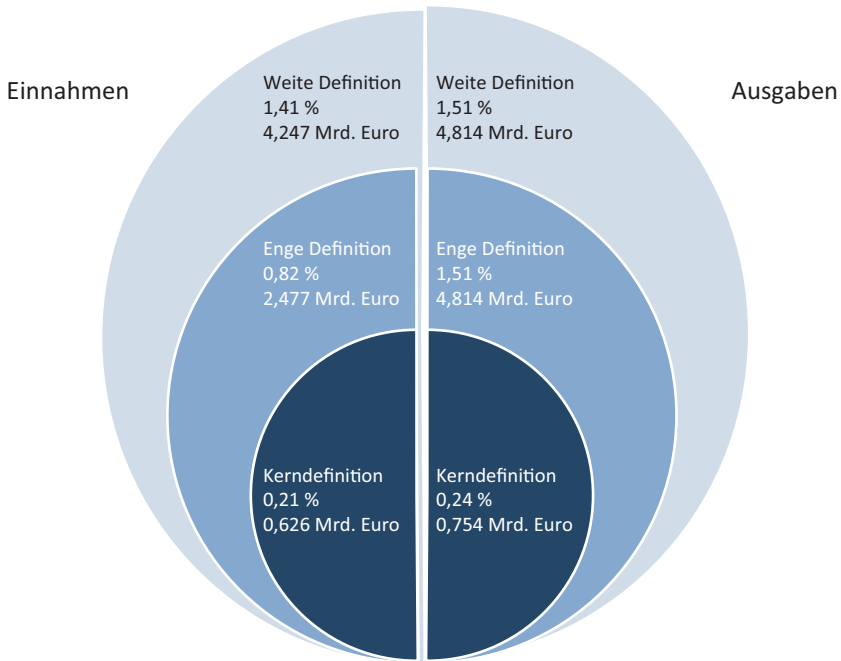 Einnahmen
Ausgaben
Weite Definition
1,41 %
4,247 Mrd. Euro
Weite Definition
1,51 %
4,814 Mrd. Euro
Enge Definition
0,82 %
2,477 Mrd. Euro
Enge Definition
1,51 %
4,814 Mrd. Euro
Kerndefinition
0,21 %
0,626 Mrd. Euro
Kerndefinition
0,24 %
0,754 Mrd. Euro